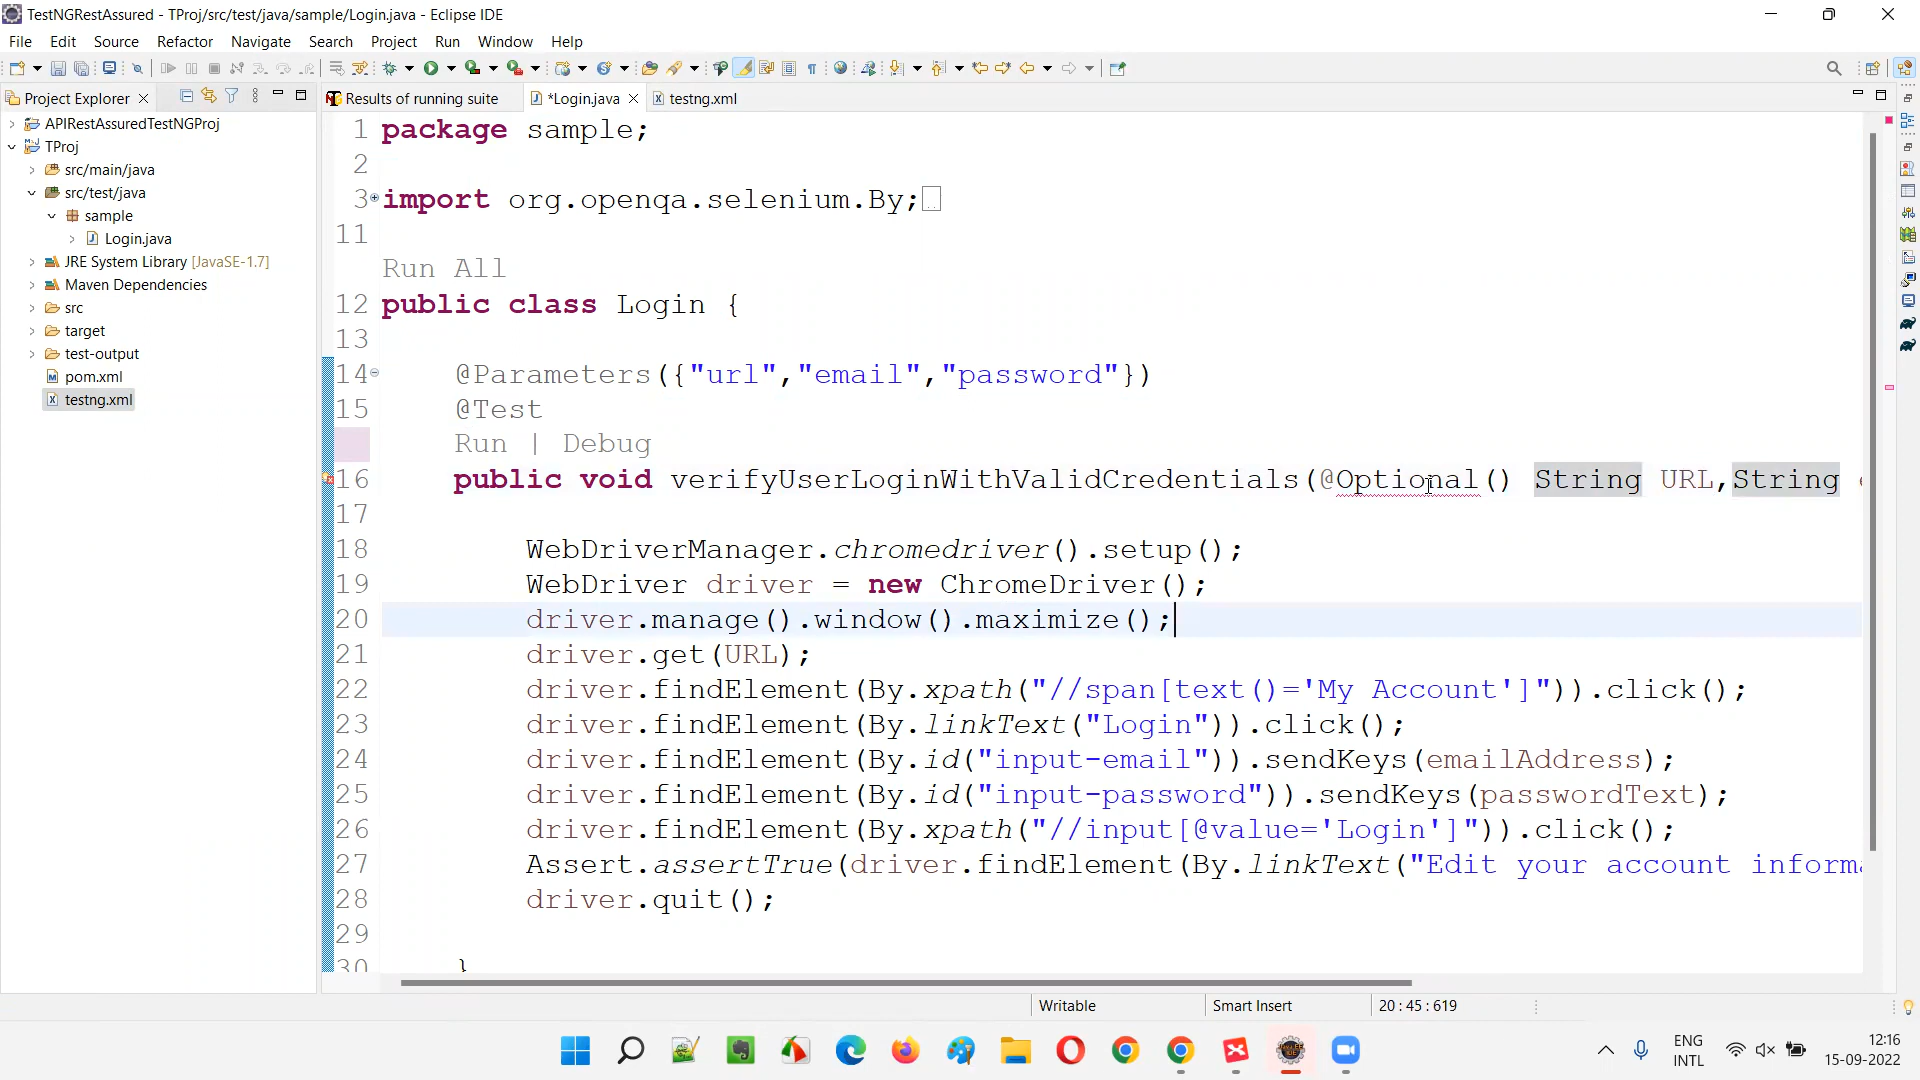 TestNGRestAssured - TProj/src/test/java/sample/Login.java - Eclipse IDE
File Edit Source Refactor Navigate Search Project Run Window Help
Project Explorer
Results of running suite
*Login.java
testng.xml
APIRestAssuredTestNGProj
TProj
src/main/java
src/test/java
sample
Login.java
JRE System Library [JavaSE-1.7]
Maven Dependencies
src
target
test-output
pom.xml
testng.xml
1 package sample;
2
3 import org.openqa.selenium.By;
11
Run All
12 public class Login {
13
14 @Parameters({"url","email","password"})
15 @Test
Run | Debug
16 public void verifyUserLoginWithValidCredentials(@Optional() String URL,String
17
18 WebDriverManager.chromedriver().setup();
19 WebDriver driver = new ChromeDriver();
20 driver.manage().window().maximize();
21 driver.get(URL);
22 driver.findElement(By.xpath("//span[text()='My Account']")).click();
23 driver.findElement(By.linkText("Login")).click();
24 driver.findElement(By.id("input-email")).sendKeys(emailAddress);
25 driver.findElement(By.id("input-password")).sendKeys(passwordText);
26 driver.findElement(By.xpath("//input[@value='Login']")).click();
27 Assert.assertTrue(driver.findElement(By.linkText("Edit your account inform
28 driver.quit();
29
30 }
Writable
Smart Insert
20 : 45 : 619
ENG
INTL
12:16
15-09-2022